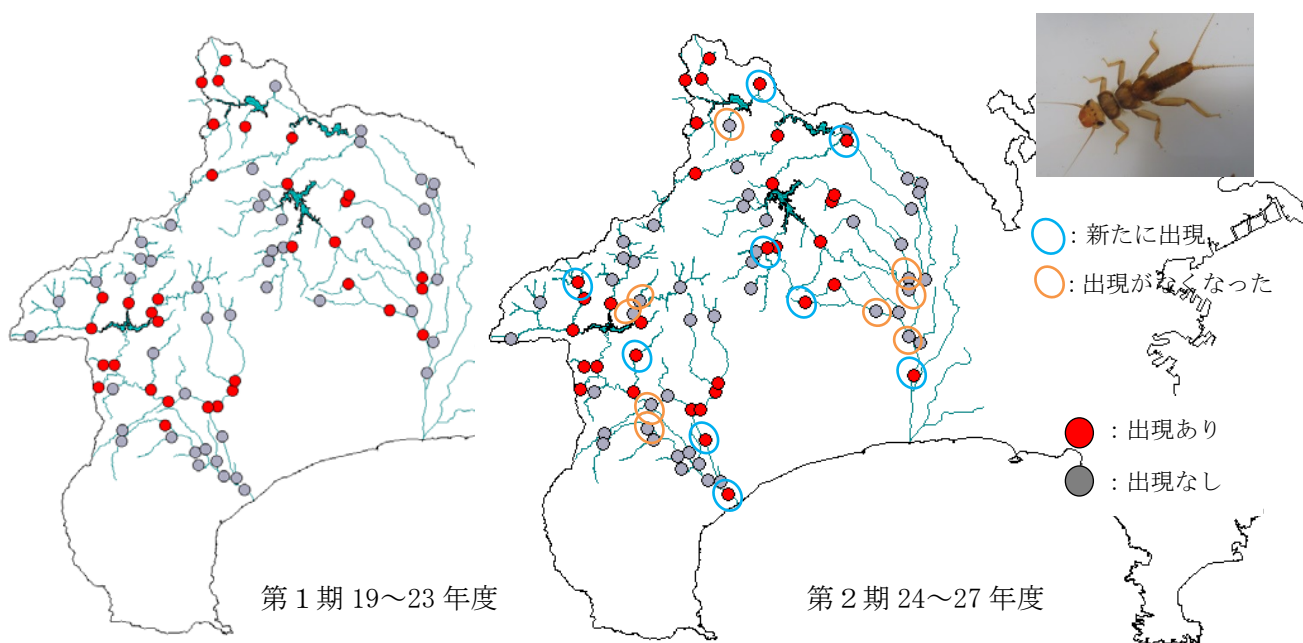 ：新たに出現
：出現がなくなった
：出現あり
：出現なし
第１期 19～23 年度
第２期 24～27 年度